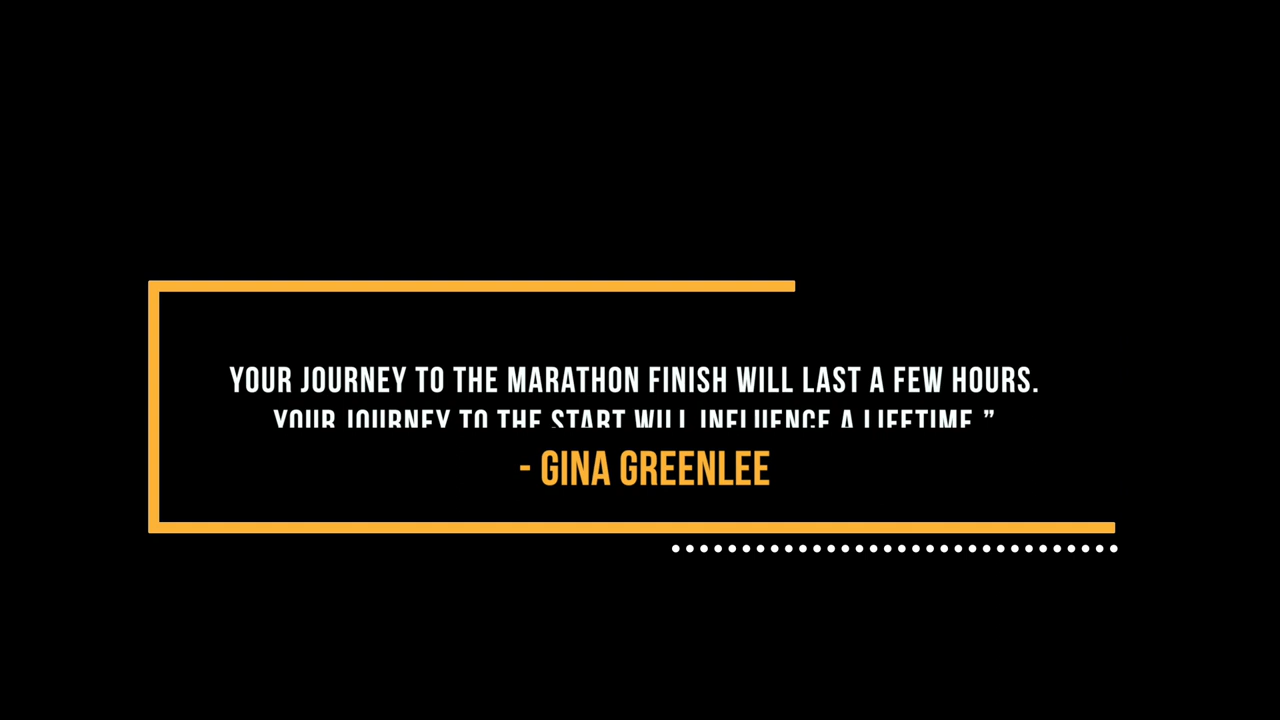 YOUR JOURNEY TO THE MARATHON FINISH WILL LAST A FEW HOURS.
YOUR JOURNEY TO THE START WILL INFLUENCE A LIFETIME.”
- GINA GREENLEE